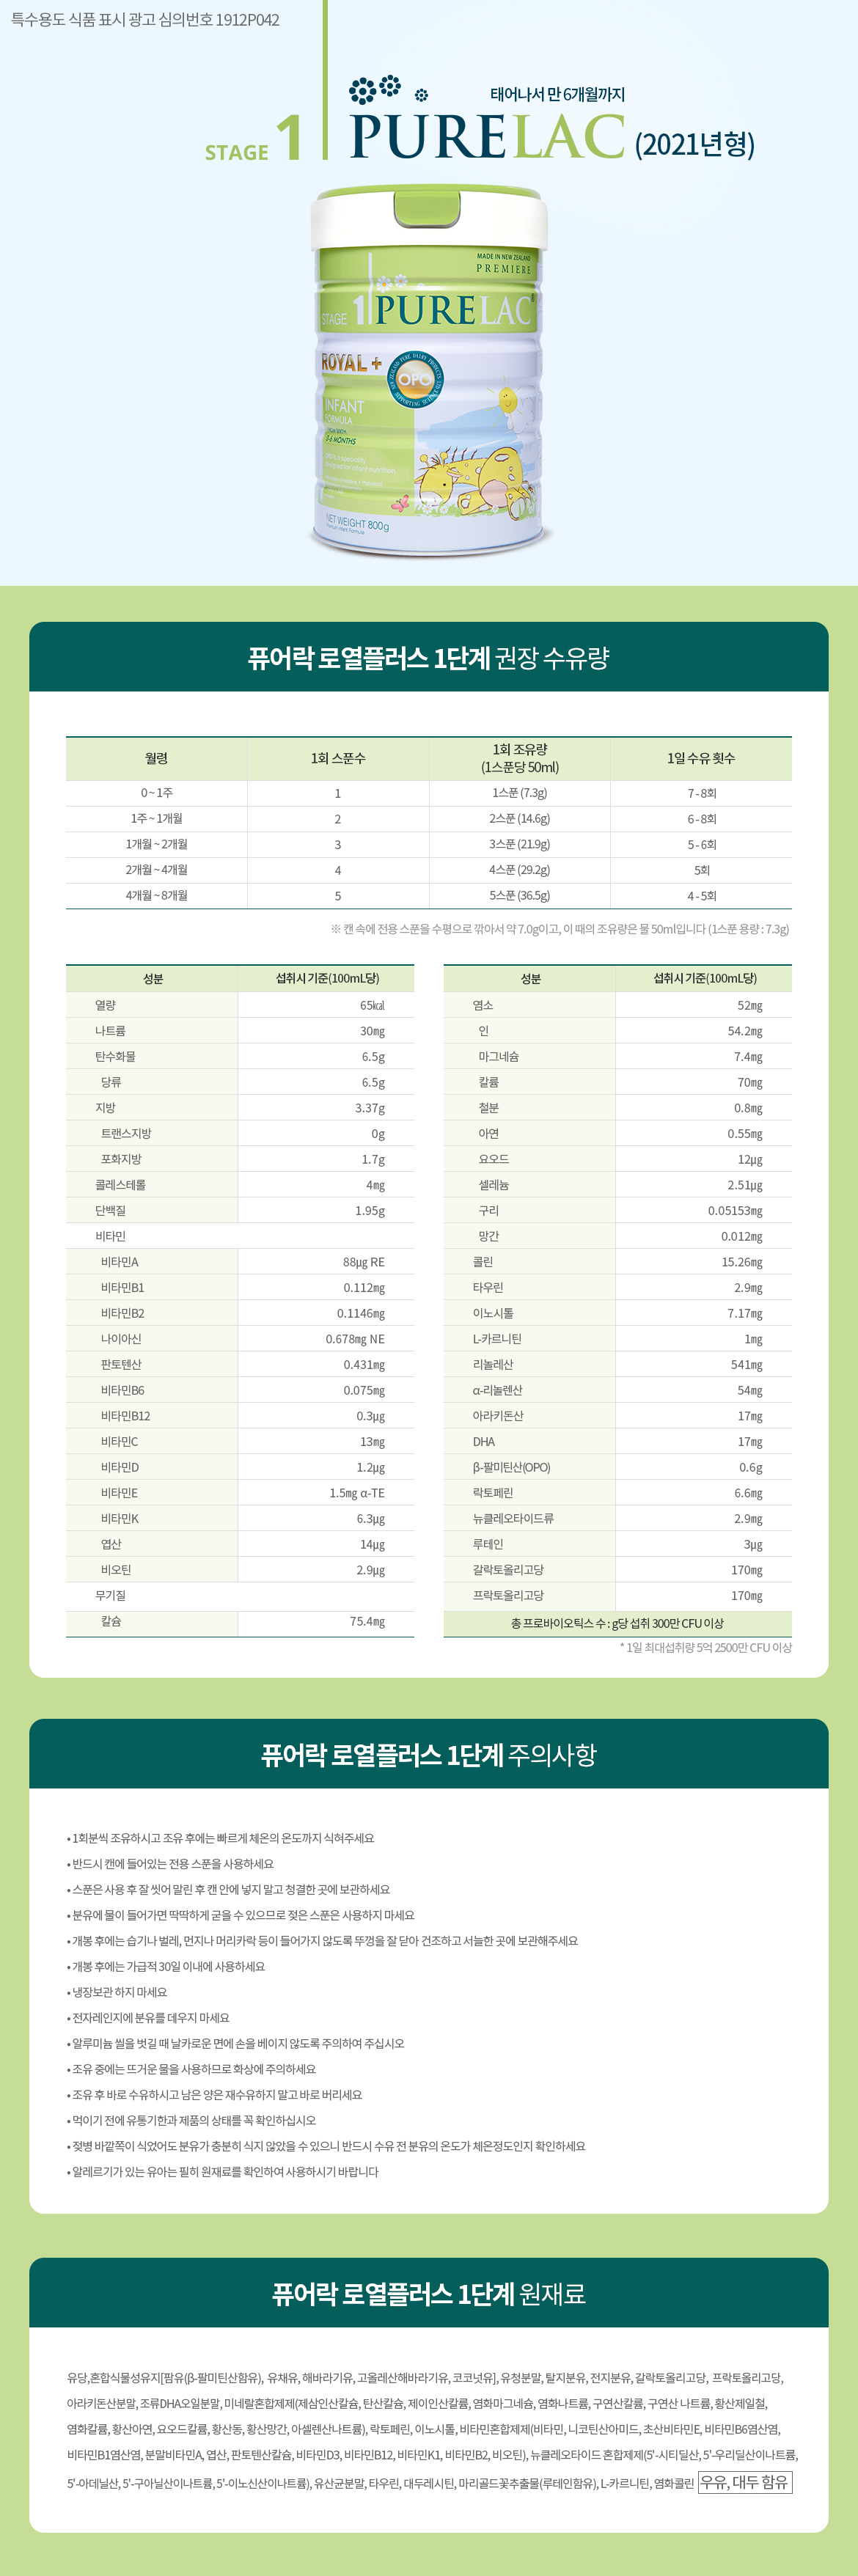 특수용도 식품 표시 광고 심의번호 1912P042
태어나서 만 6개월까지
STAGE 1 PURELAC (2021년형)
MADE IN NEW ZEALAND
PREMIERE
STAGE 1 PURELAC®
ROYAL +
OPO
INFANT
FORMULA
0-6 MONTHS
NET WEIGHT 800g
퓨어락 로열플러스 1단계 권장 수유량
월령 1회 스푼수 1회 조유량 (1스푼당 50ml) 1일 수유 횟수
0 ~ 1주 1 1스푼 (7.3g) 7 - 8회
1주 ~ 1개월 2 2스푼 (14.6g) 6 - 8회
1개월 ~ 2개월 3 3스푼 (21.9g) 5 - 6회
2개월 ~ 4개월 4 4스푼 (29.2g) 5회
4개월 ~ 8개월 5 5스푼 (36.5g) 4 - 5회
※ 캔 속에 전용 스푼을 수평으로 깎아서 약 7.0g이고, 이 때의 조유량은 물 50ml입니다 (1스푼 용량 : 7.3g)
성분 섭취시 기준(100mL당)
열량 65㎉
나트륨 30㎎
탄수화물 6.5g
당류 6.5g
지방 3.37g
트랜스지방 0g
포화지방 1.7g
콜레스테롤 4㎎
단백질 1.95g
비타민
비타민A 88㎍ RE
비타민B1 0.112㎎
비타민B2 0.1146㎎
나이아신 0.678㎎ NE
판토텐산 0.431㎎
비타민B6 0.075㎎
비타민B12 0.3㎍
비타민C 13㎎
비타민D 1.2㎍
비타민E 1.5㎎ α-TE
비타민K 6.3㎍
엽산 14㎍
비오틴 2.9㎍
무기질
칼슘 75.4㎎
성분 섭취시 기준(100mL당)
염소 52㎎
인 54.2㎎
마그네슘 7.4㎎
칼륨 70㎎
철분 0.8㎎
아연 0.55㎎
요오드 12㎍
셀레늄 2.51㎍
구리 0.05153㎎
망간 0.012㎎
콜린 15.26㎎
타우린 2.9㎎
이노시톨 7.17㎎
L-카르니틴 1㎎
리놀레산 541㎎
α-리놀렌산 54㎎
아라키돈산 17㎎
DHA 17㎎
β-팔미틴산(OPO) 0.6g
락토페린 6.6㎎
뉴클레오타이드류 2.9㎎
루테인 3㎍
갈락토올리고당 170㎎
프락토올리고당 170㎎
총 프로바이오틱스 수 : g당 섭취 300만 CFU 이상
* 1일 최대섭취량 5억 2500만 CFU 이상
퓨어락 로열플러스 1단계 주의사항
• 1회분씩 조유하시고 조유 후에는 빠르게 체온의 온도까지 식혀주세요
• 반드시 캔에 들어있는 전용 스푼을 사용하세요
• 스푼은 사용 후 잘 씻어 말린 후 캔 안에 넣지 말고 청결한 곳에 보관하세요
• 분유에 물이 들어가면 딱딱하게 굳을 수 있으므로 젖은 스푼은 사용하지 마세요
• 개봉 후에는 습기나 벌레, 먼지나 머리카락 등이 들어가지 않도록 뚜껑을 잘 닫아 건조하고 서늘한 곳에 보관해주세요
• 개봉 후에는 가급적 30일 이내에 사용하세요
• 냉장보관 하지 마세요
• 전자레인지에 분유를 데우지 마세요
• 알루미늄 씰을 벗길 때 날카로운 면에 손을 베이지 않도록 주의하여 주십시오
• 조유 중에는 뜨거운 물을 사용하므로 화상에 주의하세요
• 조유 후 바로 수유하시고 남은 양은 재수유하지 말고 바로 버리세요
• 먹이기 전에 유통기한과 제품의 상태를 꼭 확인하십시오
• 젖병 바깥쪽이 식었어도 분유가 충분히 식지 않았을 수 있으니 반드시 수유 전 분유의 온도가 체온정도인지 확인하세요
• 알레르기가 있는 유아는 필히 원재료를 확인하여 사용하시기 바랍니다
퓨어락 로열플러스 1단계 원재료
유당,혼합식물성유지[팜유(β-팔미틴산함유), 유채유, 해바라기유, 고올레산해바라기유, 코코넛유], 유청분말, 탈지분유, 전지분유, 갈락토올리고당, 프락토올리고당,
아라키돈산분말, 조류DHA오일분말, 미네랄혼합제제(제삼인산칼슘, 탄산칼슘, 제이인산칼륨, 염화마그네슘, 염화나트륨, 구연산칼륨, 구연산 나트륨, 황산제일철,
염화칼륨, 황산아연, 요오드칼륨, 황산동, 황산망간, 아셀렌산나트륨), 락토페린, 이노시톨, 비타민혼합제제(비타민, 니코틴산아미드, 초산비타민E, 비타민B6염산염,
비타민B1염산염, 분말비타민A, 엽산, 판토텐산칼슘, 비타민D3, 비타민B12, 비타민K1, 비타민B2, 비오틴), 뉴클레오타이드 혼합제제(5'-시티딜산, 5'-우리딜산이나트륨,
5'-아데닐산, 5'-구아닐산이나트륨, 5'-이노신산이나트륨), 유산균분말, 타우린, 대두레시틴, 마리골드꽃추출물(루테인함유), L-카르니틴, 염화콜린 우유, 대두 함유